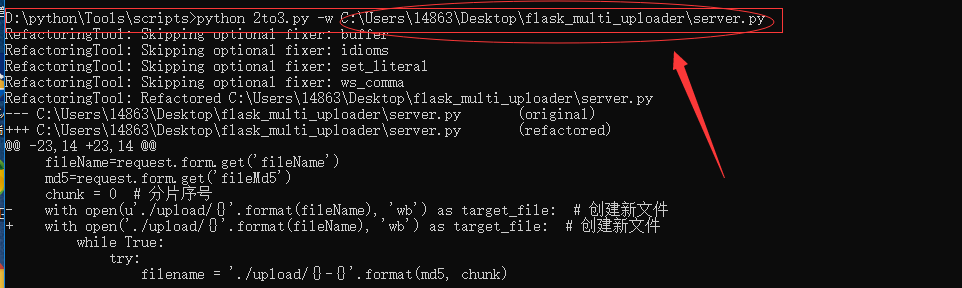 D:\python\Tools\scripts>python 2to3.py -w C:\Users\14863\Desktop\flask_multi_uploader\server.py
RefactoringTool: Skipping optional fixer: buffer
RefactoringTool: Skipping optional fixer: idioms
RefactoringTool: Skipping optional fixer: set_literal
RefactoringTool: Skipping optional fixer: ws_comma
RefactoringTool: Refactored C:\Users\14863\Desktop\flask_multi_uploader\server.py
--- C:\Users\14863\Desktop\flask_multi_uploader\server.py (original)
+++ C:\Users\14863\Desktop\flask_multi_uploader\server.py (refactored)
@@ -23,14 +23,14 @@
fileName=request.form.get('fileName')
md5=request.form.get('fileMd5')
chunk = 0 # 分片序号
- with open(u'./upload/{}'.format(fileName), 'wb') as target_file: # 创建新文件
+ with open('./upload/{}'.format(fileName), 'wb') as target_file: # 创建新文件
while True:
try:
filename = './upload/{}-{}'.format(md5, chunk)